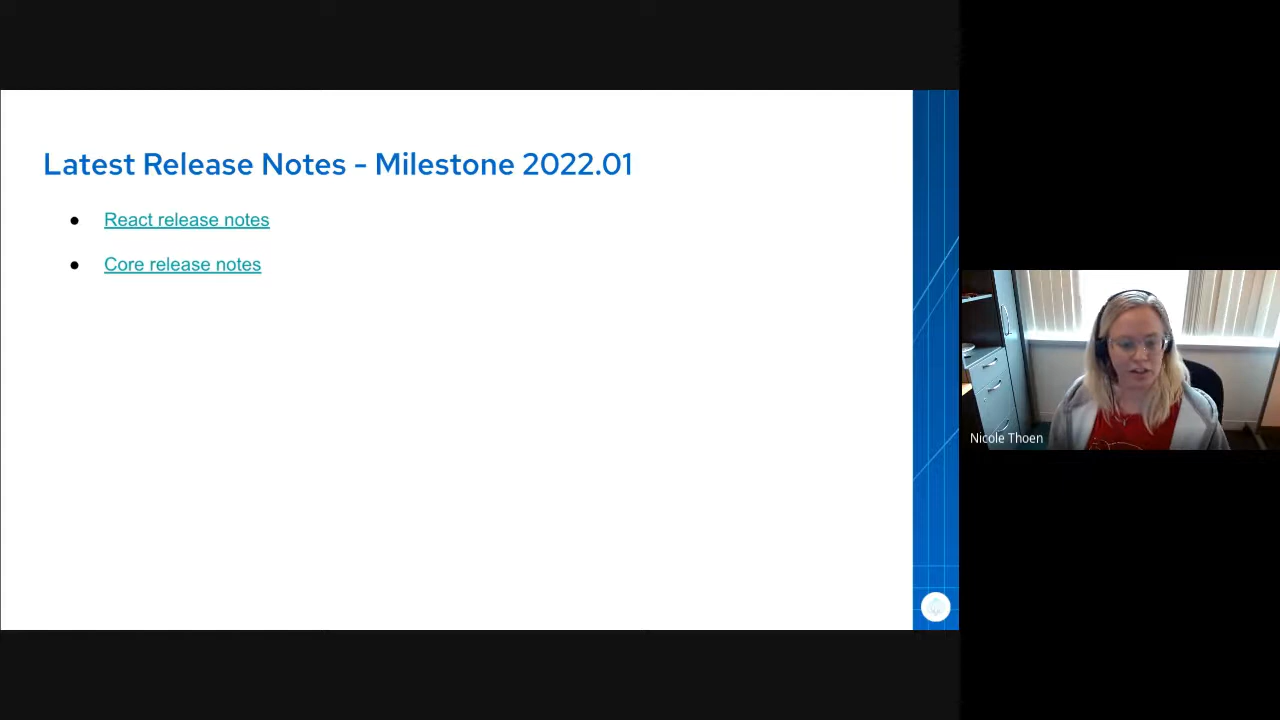 Latest Release Notes - Milestone 2022.01
● React release notes
● Core release notes
Nicole Thoen